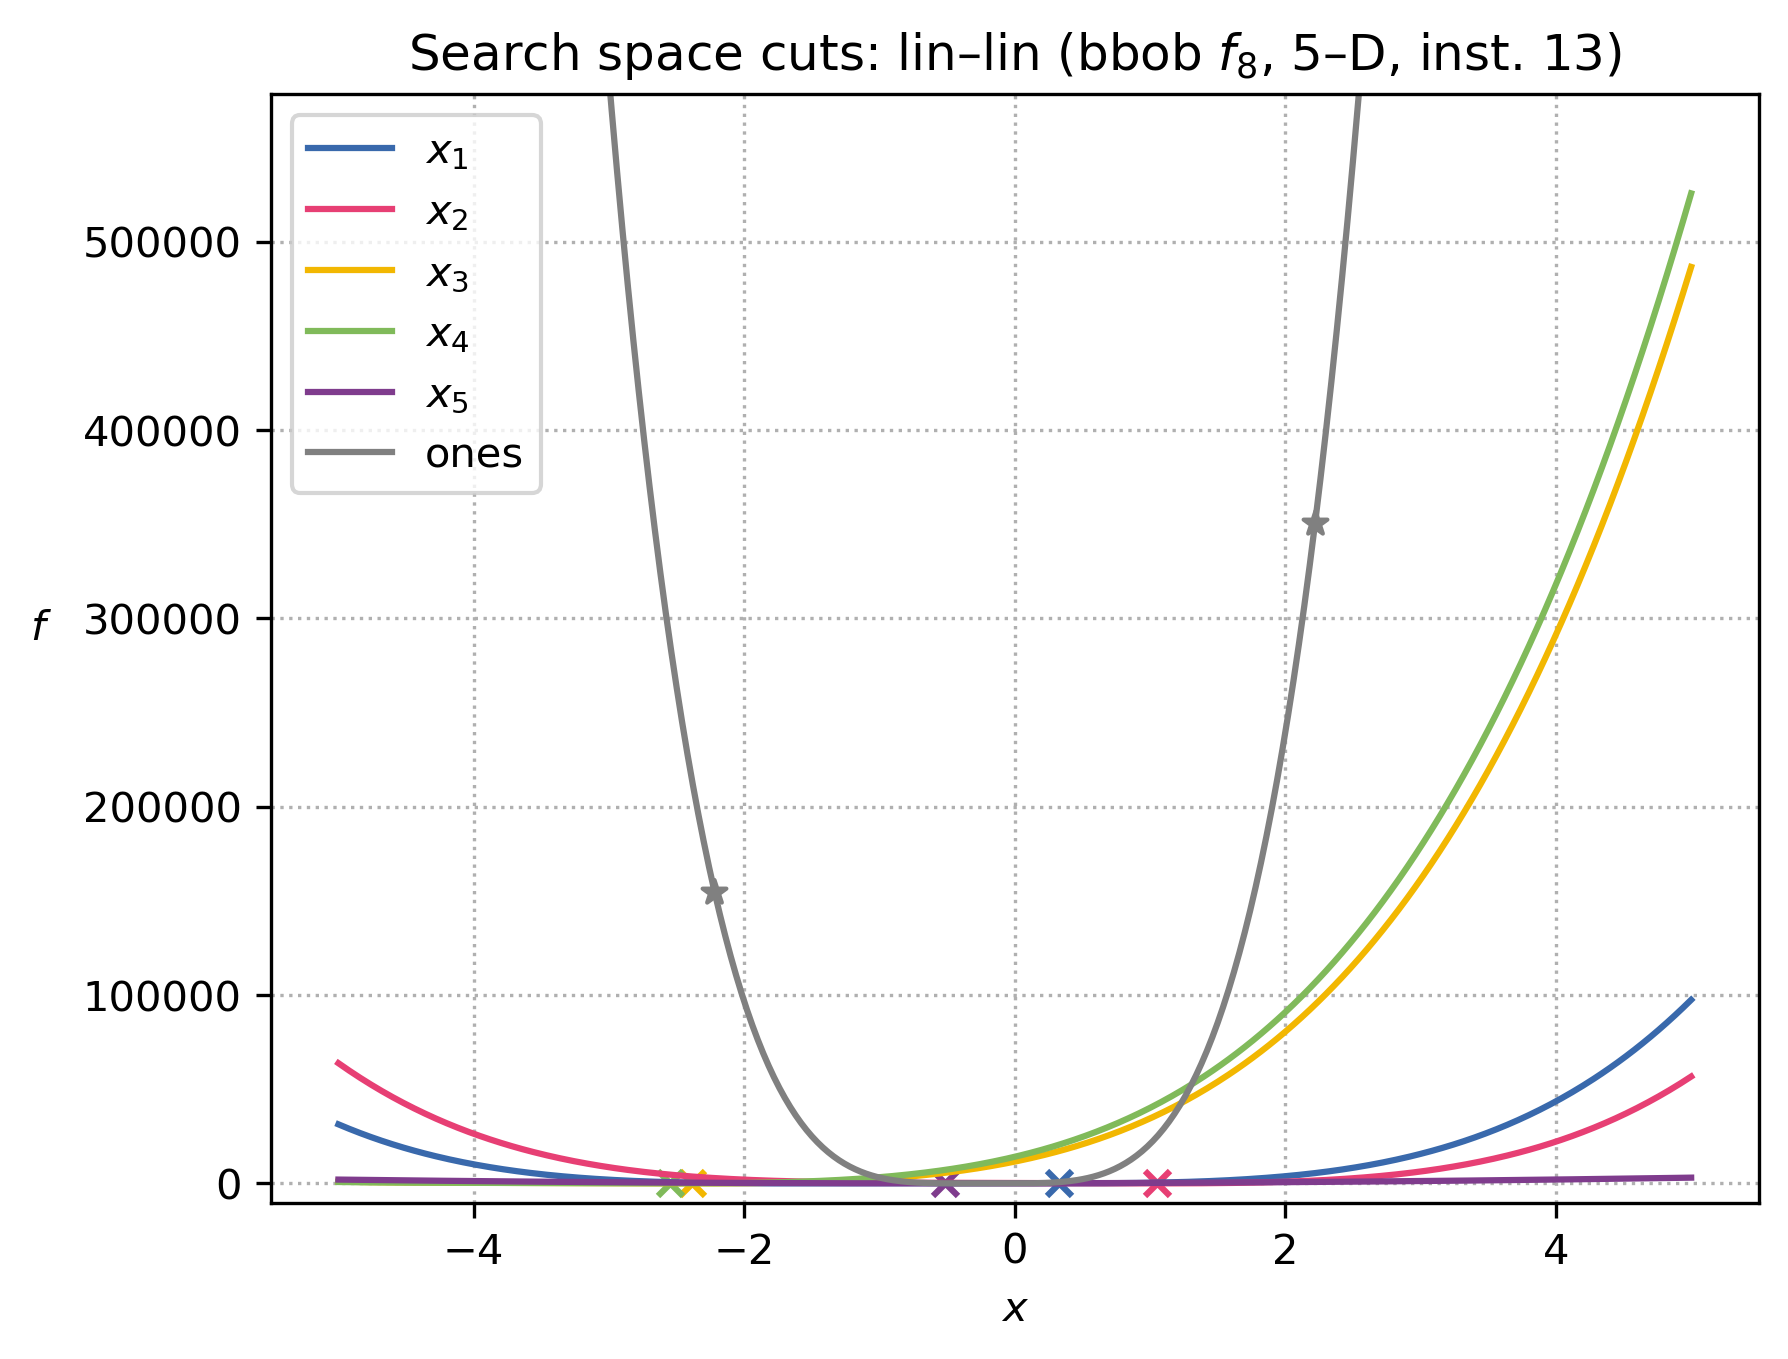 Search space cuts: lin–lin (bbob f₈, 5–D, inst. 13)
x₁
x₂
x₃
x₄
x₅
ones
500000
400000
300000
200000
100000
0
f
−4
−2
0
2
4
x